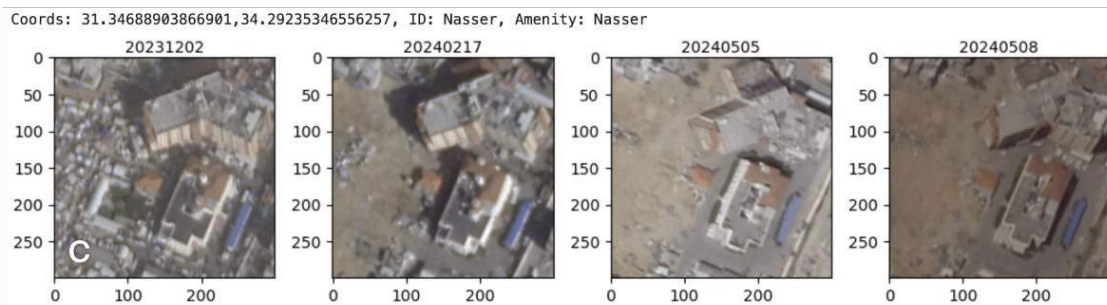 Coords: 31.34688903866901,34.29235346556257, ID: Nasser, Amenity: Nasser
20231202 20240217 20240505 20240508
0 0 0 0
50 50 50 50
100 100 100 100
150 150 150 150
200 200 200 200
250 250 250 250
C
0 100 200 0 100 200 0 100 200 0 100 200